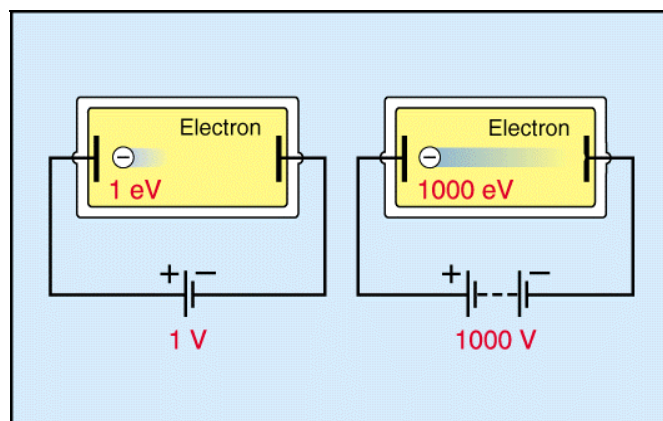 Electron
−
1 eV
+ −
1 V
Electron
−
1000 eV
+ −
1000 V